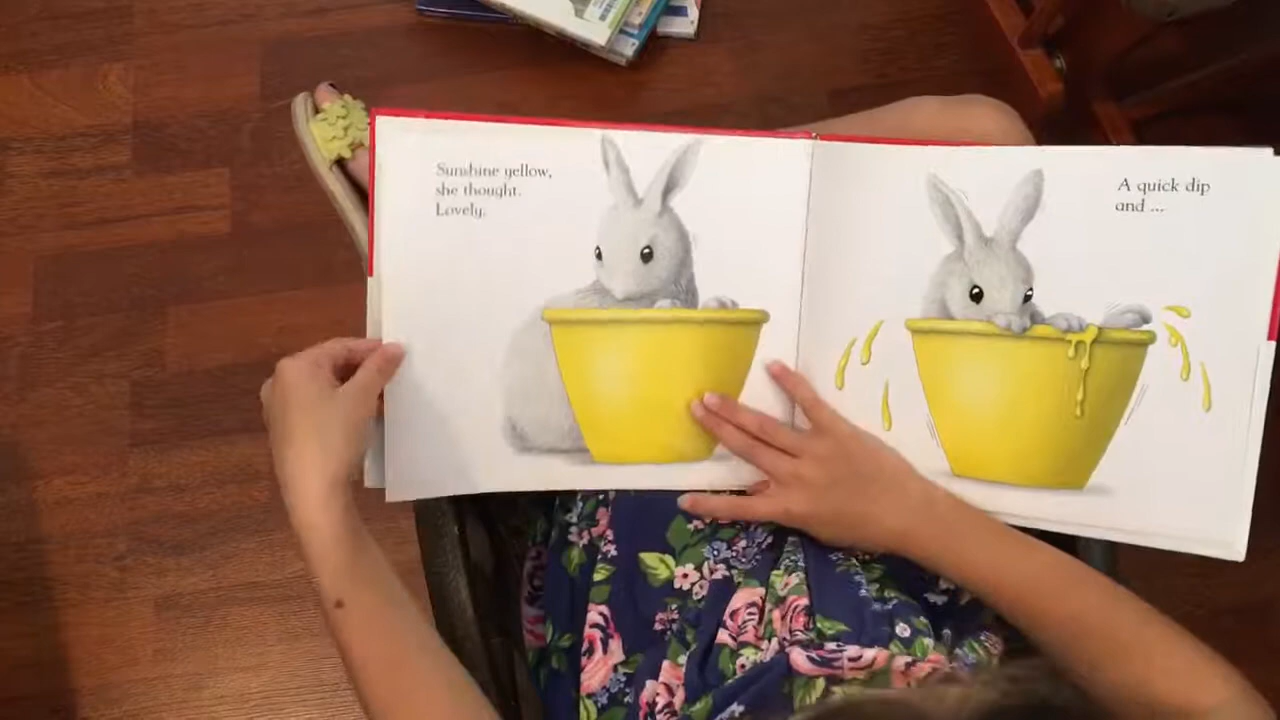 Sunshine yellow,
she thought.
Lovely.
A quick dip
and ...